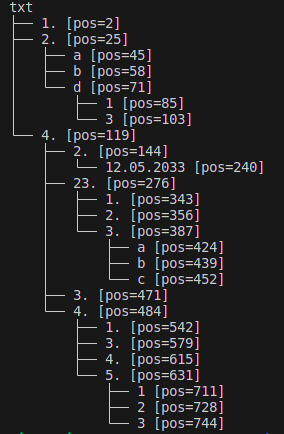 txt
├── 1. [pos=2]
├── 2. [pos=25]
│   ├── a [pos=45]
│   ├── b [pos=58]
│   └── d [pos=71]
│       ├── 1 [pos=85]
│       └── 3 [pos=103]
└── 4. [pos=119]
    ├── 2. [pos=144]
    │   └── 12.05.2033 [pos=240]
    ├── 23. [pos=276]
    │   ├── 1. [pos=343]
    │   ├── 2. [pos=356]
    │   └── 3. [pos=387]
    │       ├── a [pos=424]
    │       ├── b [pos=439]
    │       └── c [pos=452]
    ├── 3. [pos=471]
    └── 4. [pos=484]
        ├── 1. [pos=542]
        ├── 3. [pos=579]
        ├── 4. [pos=615]
        └── 5. [pos=631]
            ├── 1 [pos=711]
            ├── 2 [pos=728]
            └── 3 [pos=744]